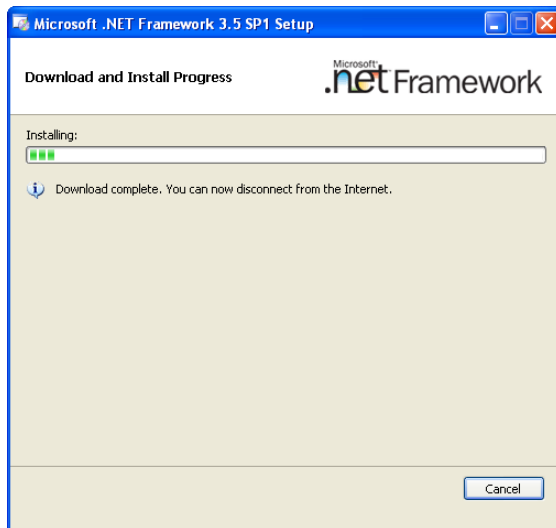 Microsoft .NET Framework 3.5 SP1 Setup
Download and Install Progress
Microsoft
.net Framework
Installing:
Download complete. You can now disconnect from the Internet.
Cancel